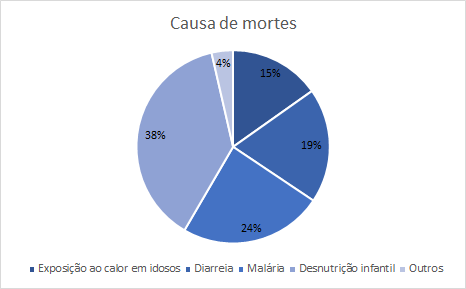 Causa de mortes
4%
15%
38%
19%
24%
Exposição ao calor em idosos Diarreia Malária Desnutrição infantil Outros